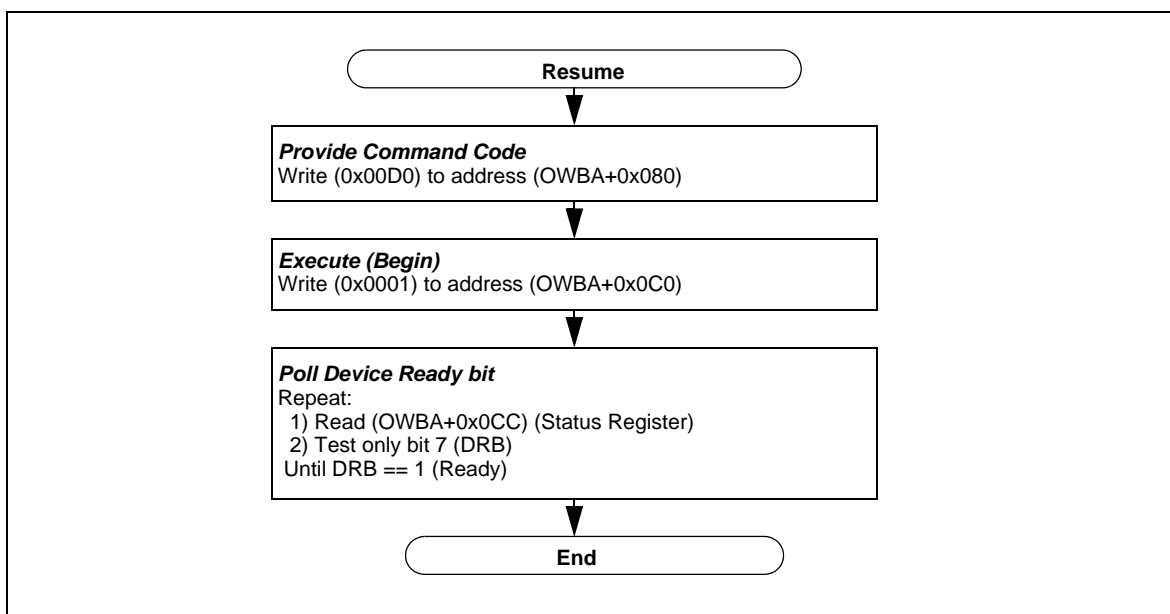 Resume
Provide Command Code
Write (0x00D0) to address (OWBA+0x080)
Execute (Begin)
Write (0x0001) to address (OWBA+0x0C0)
Poll Device Ready bit
Repeat:
1) Read (OWBA+0x0CC) (Status Register)
2) Test only bit 7 (DRB)
Until DRB == 1 (Ready)
End